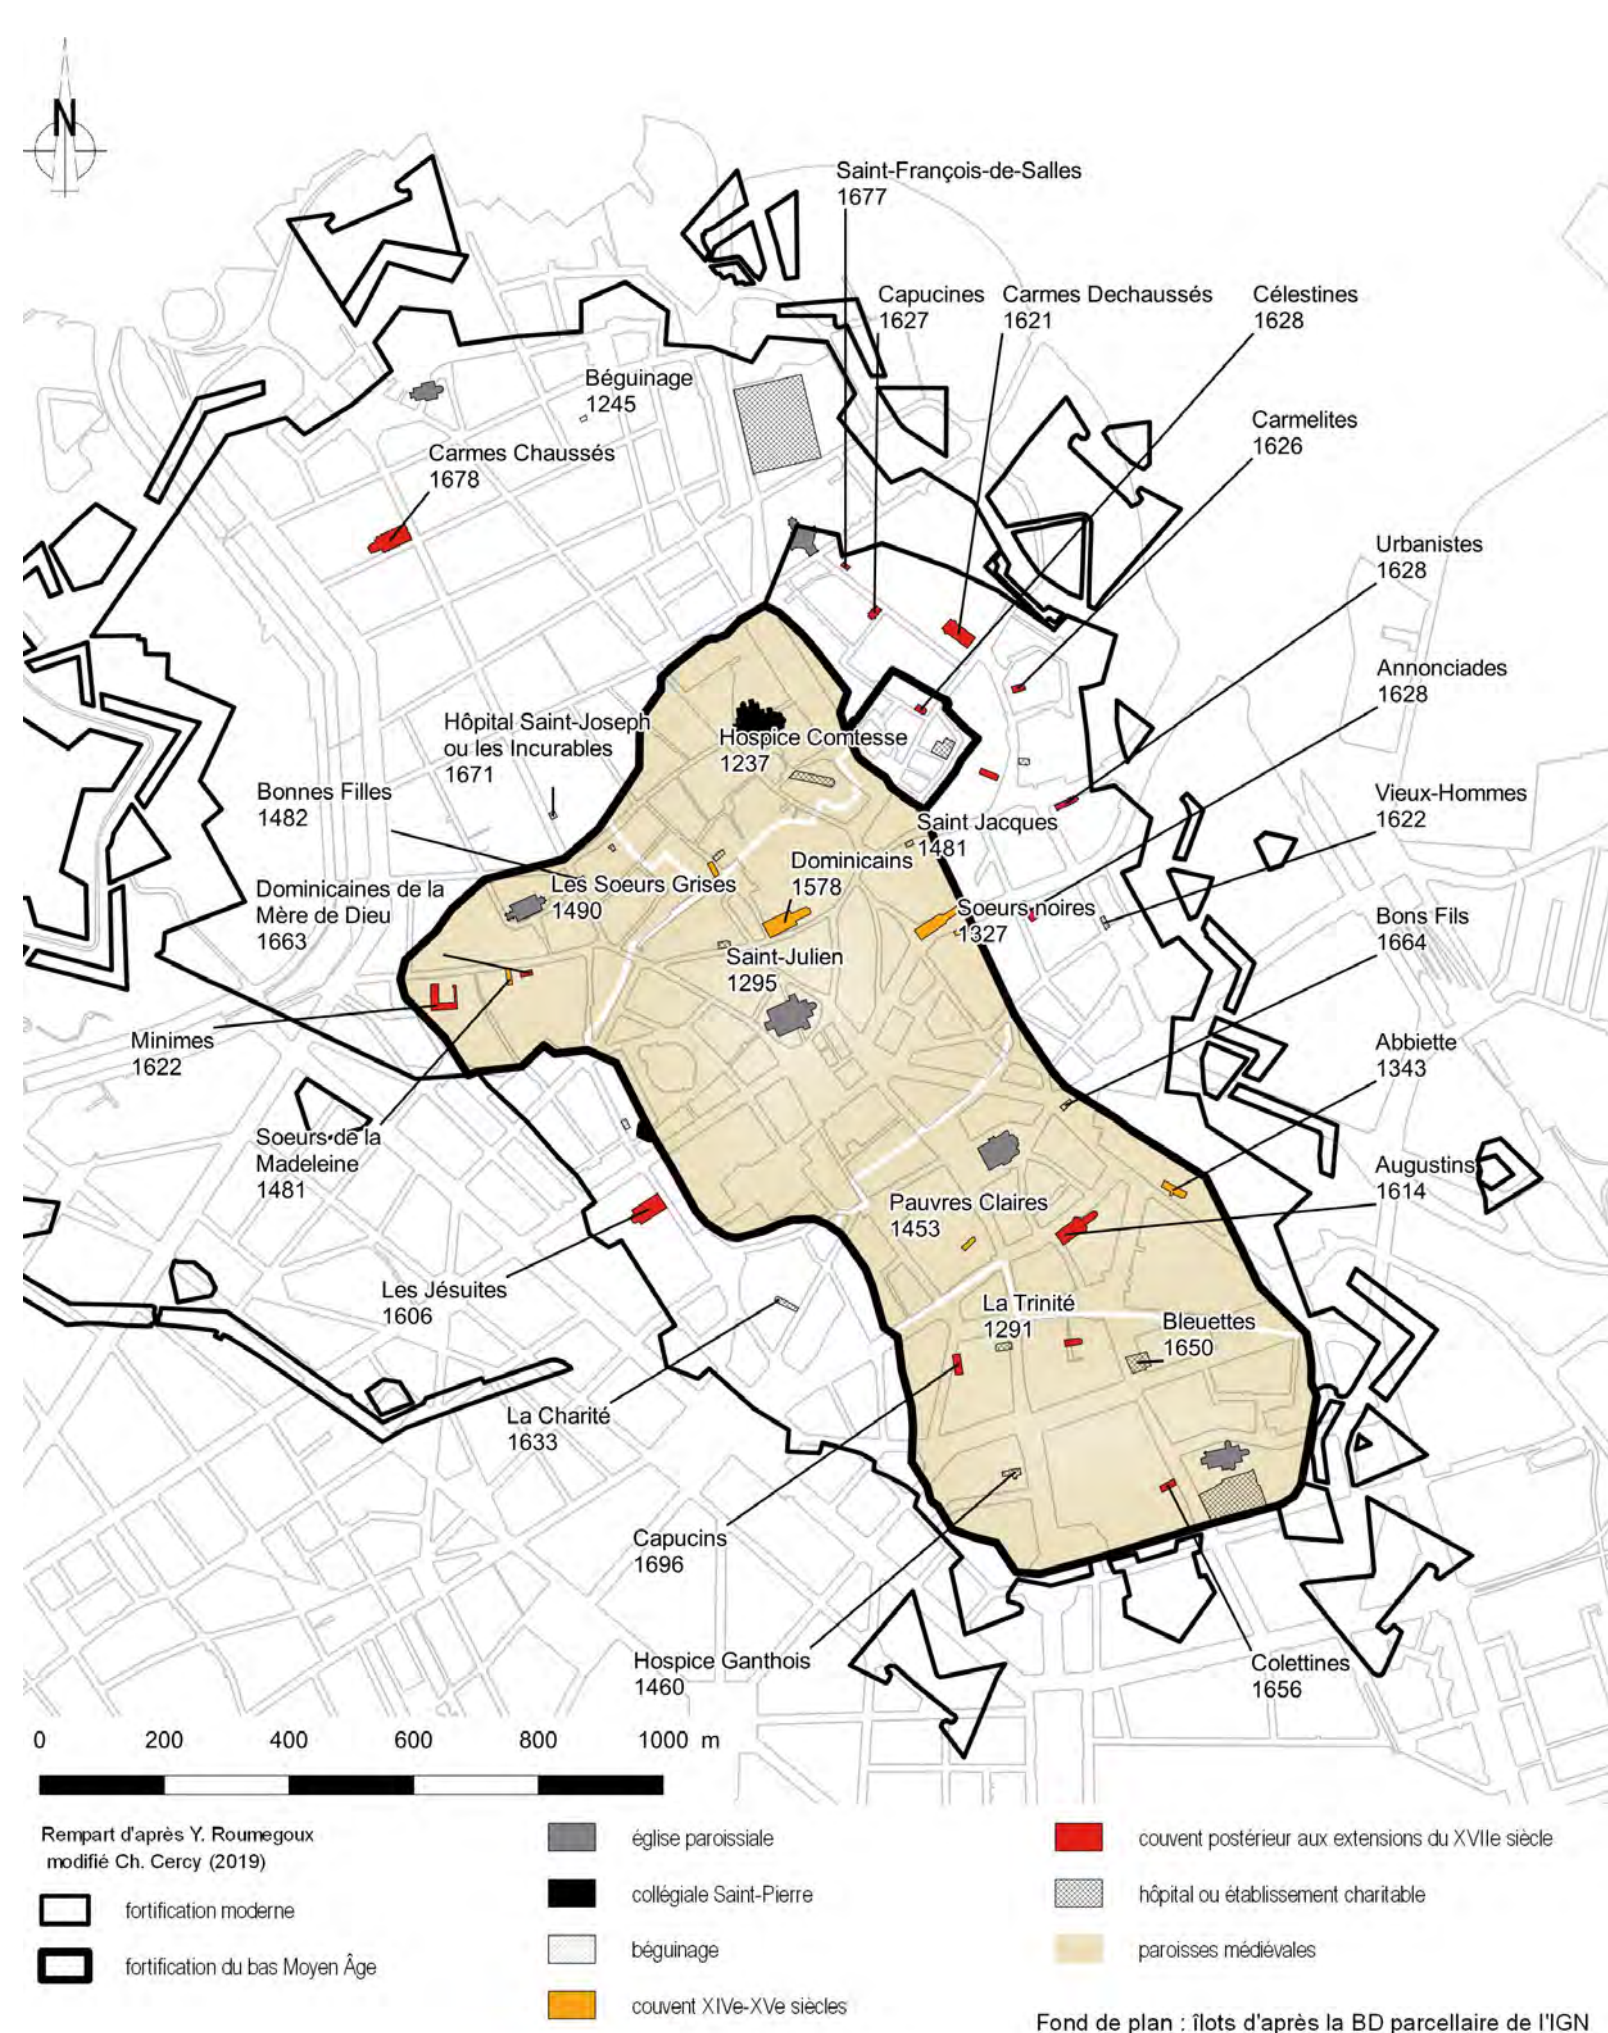 N
Saint-François-de-Salles
1677
Capucines
1627
Carmes Dechaussés
1621
Célestines
1628
Béguinage
1245
Carmelites
1626
Carmes Chaussés
1678
Urbanistes
1628
Annonciades
1628
Hôpital Saint-Joseph
ou les Incurables
1671
Hospice Comtesse
1237
Bonnes Filles
1482
Vieux-Hommes
1622
Saint Jacques
1481
Dominicains
1578
Les Soeurs Grises
1490
Dominicaines de la
Mère de Dieu
1663
Soeurs noires
1327
Bons Fils
1664
Saint-Julien
1295
Minimes
1622
Abbiette
1343
Soeurs de la
Madeleine
1481
Augustins
1614
Pauvres Claires
1453
Les Jésuites
1606
La Trinité
1291
Bleuettes
1650
La Charité
1633
Capucins
1696
Hospice Ganthois
1460
Colettines
1656
0 200 400 600 800 1000 m
Rempart d'après Y. Roumegoux
modifié Ch. Cercy (2019)
fortification moderne
fortification du bas Moyen Âge
église paroissiale
collégiale Saint-Pierre
béguinage
couvent XIVe-XVe siècles
couvent postérieur aux extensions du XVIIe siècle
hôpital ou établissement charitable
paroisses médiévales
Fond de plan : îlots d'après la BD parcellaire de l'IGN